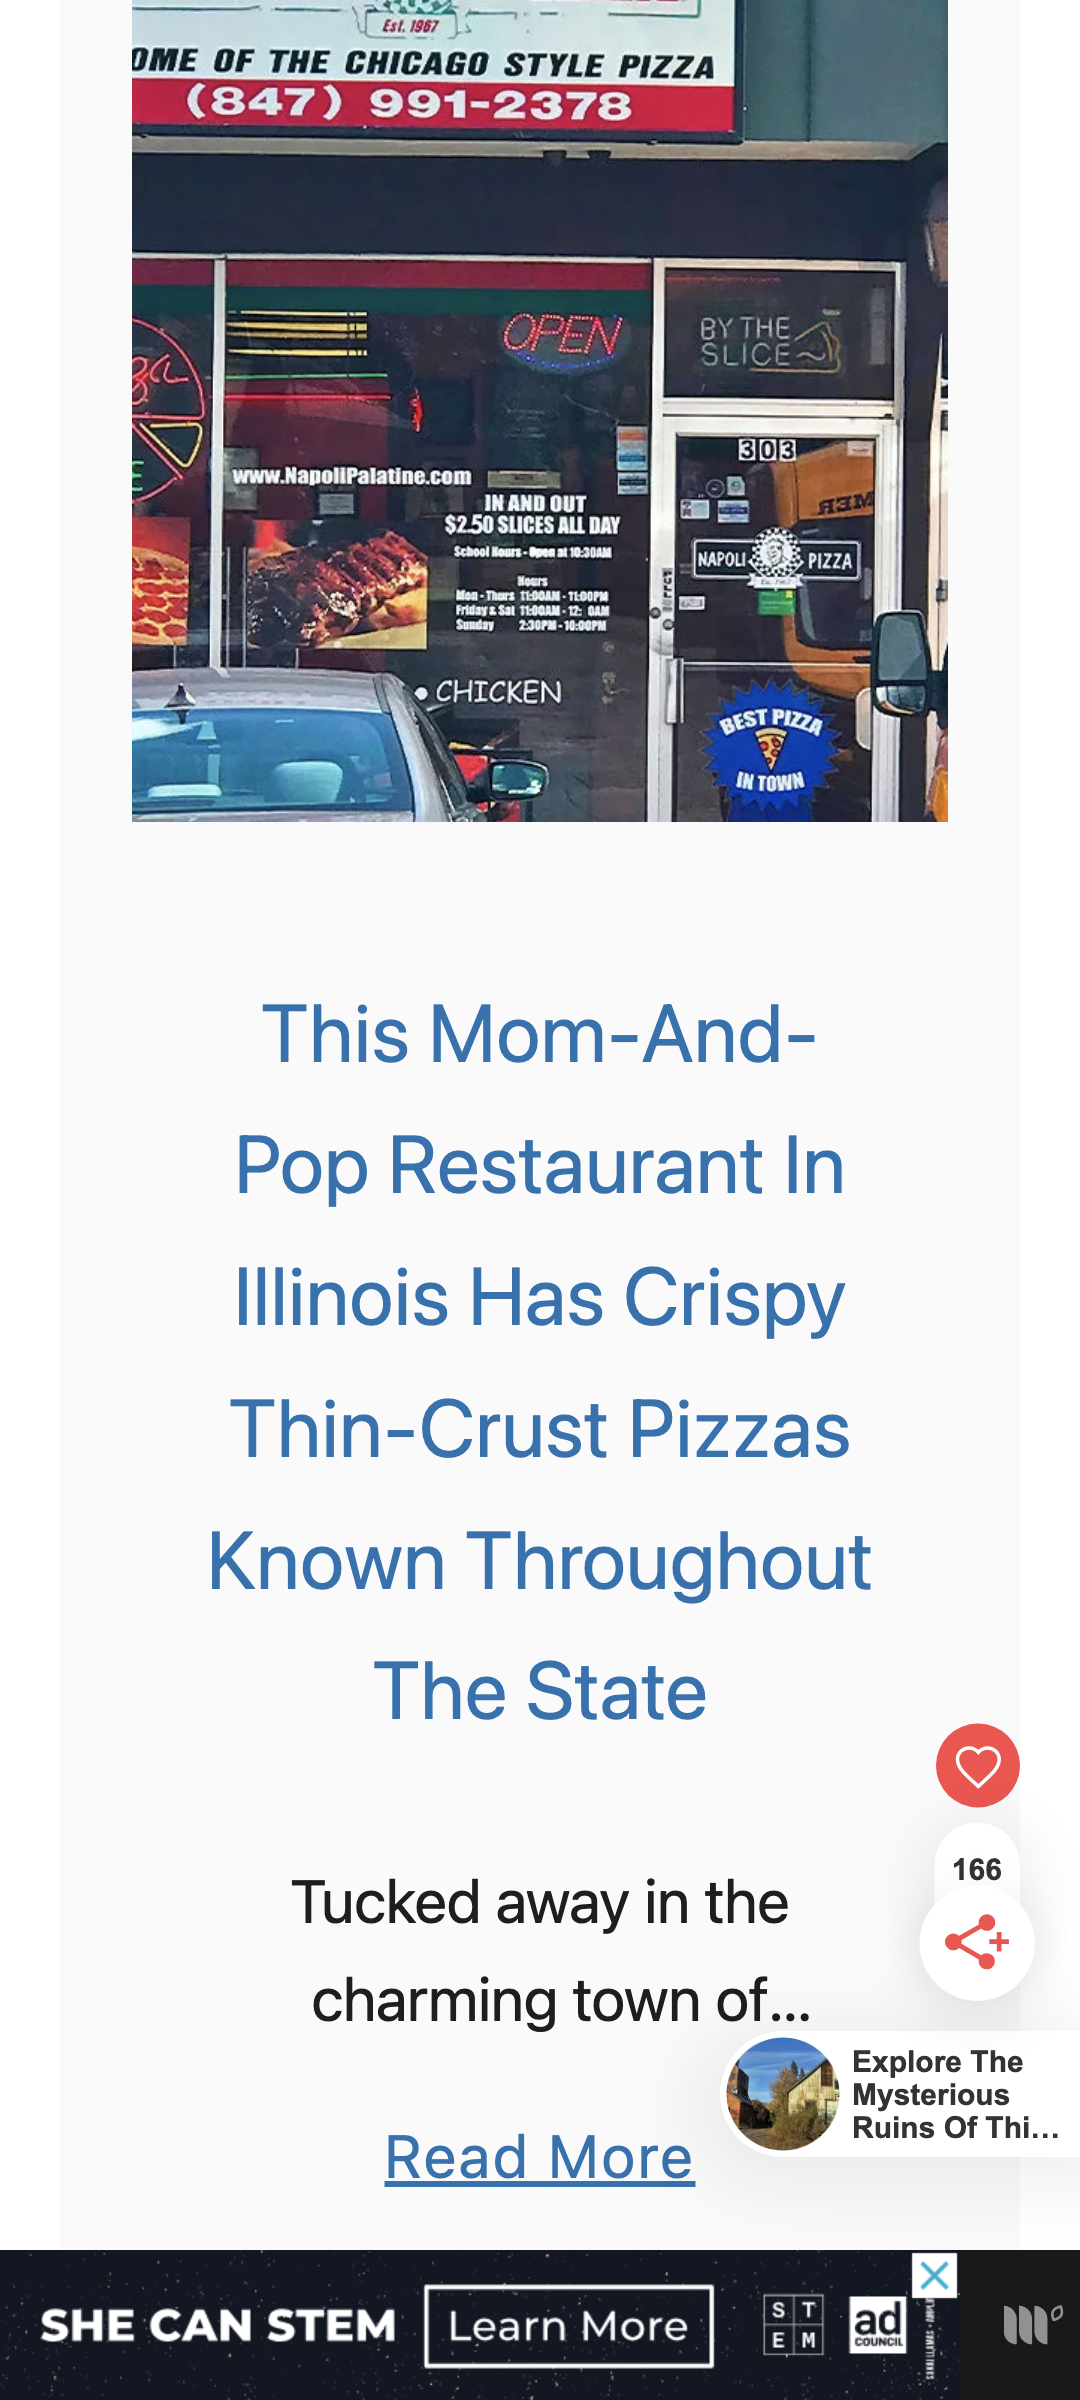 Est. 1967
OME OF THE CHICAGO STYLE PIZZA
(847) 991-2378
OPEN
BY THE
SLICE
303
www.NapoliPalatine.com
IN AND OUT
$2.50 SLICES ALL DAY
School Hours - Open at 10:30AM
Hours
Mon - Thurs 11:00AM - 11:00PM
Friday & Sat 11:00AM - 12: 0AM
Sunday 2:30PM - 10:00PM
NAPOLI PIZZA
Est. 1967
• CHICKEN
BEST PIZZA
IN TOWN
This Mom-And-
Pop Restaurant In
Illinois Has Crispy
Thin-Crust Pizzas
Known Throughout
The State
166
Tucked away in the
charming town of...
Explore The
Mysterious
Ruins Of Thi...
Read More
SHE CAN STEM
Learn More
S T
E M
ad
COUNCIL